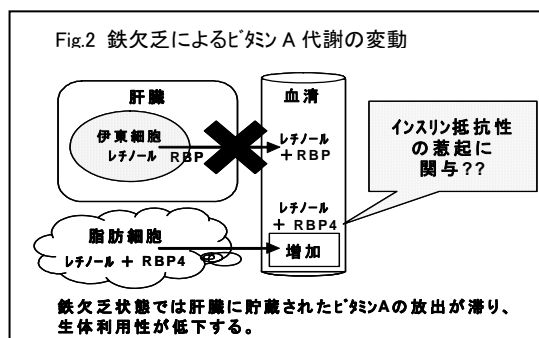 Fig.2 鉄欠乏によるビタミン A 代謝の変動
肝臓
伊東細胞
レチノール
RBP
血清
レチノール
+RBP
インスリン抵抗性
の惹起に
関与??
レチノール
+ RBP4
増加
脂肪細胞
レチノール + RBP4
鉄欠乏状態では肝臓に貯蔵されたビタミンAの放出が滞り、
生体利用性が低下する。